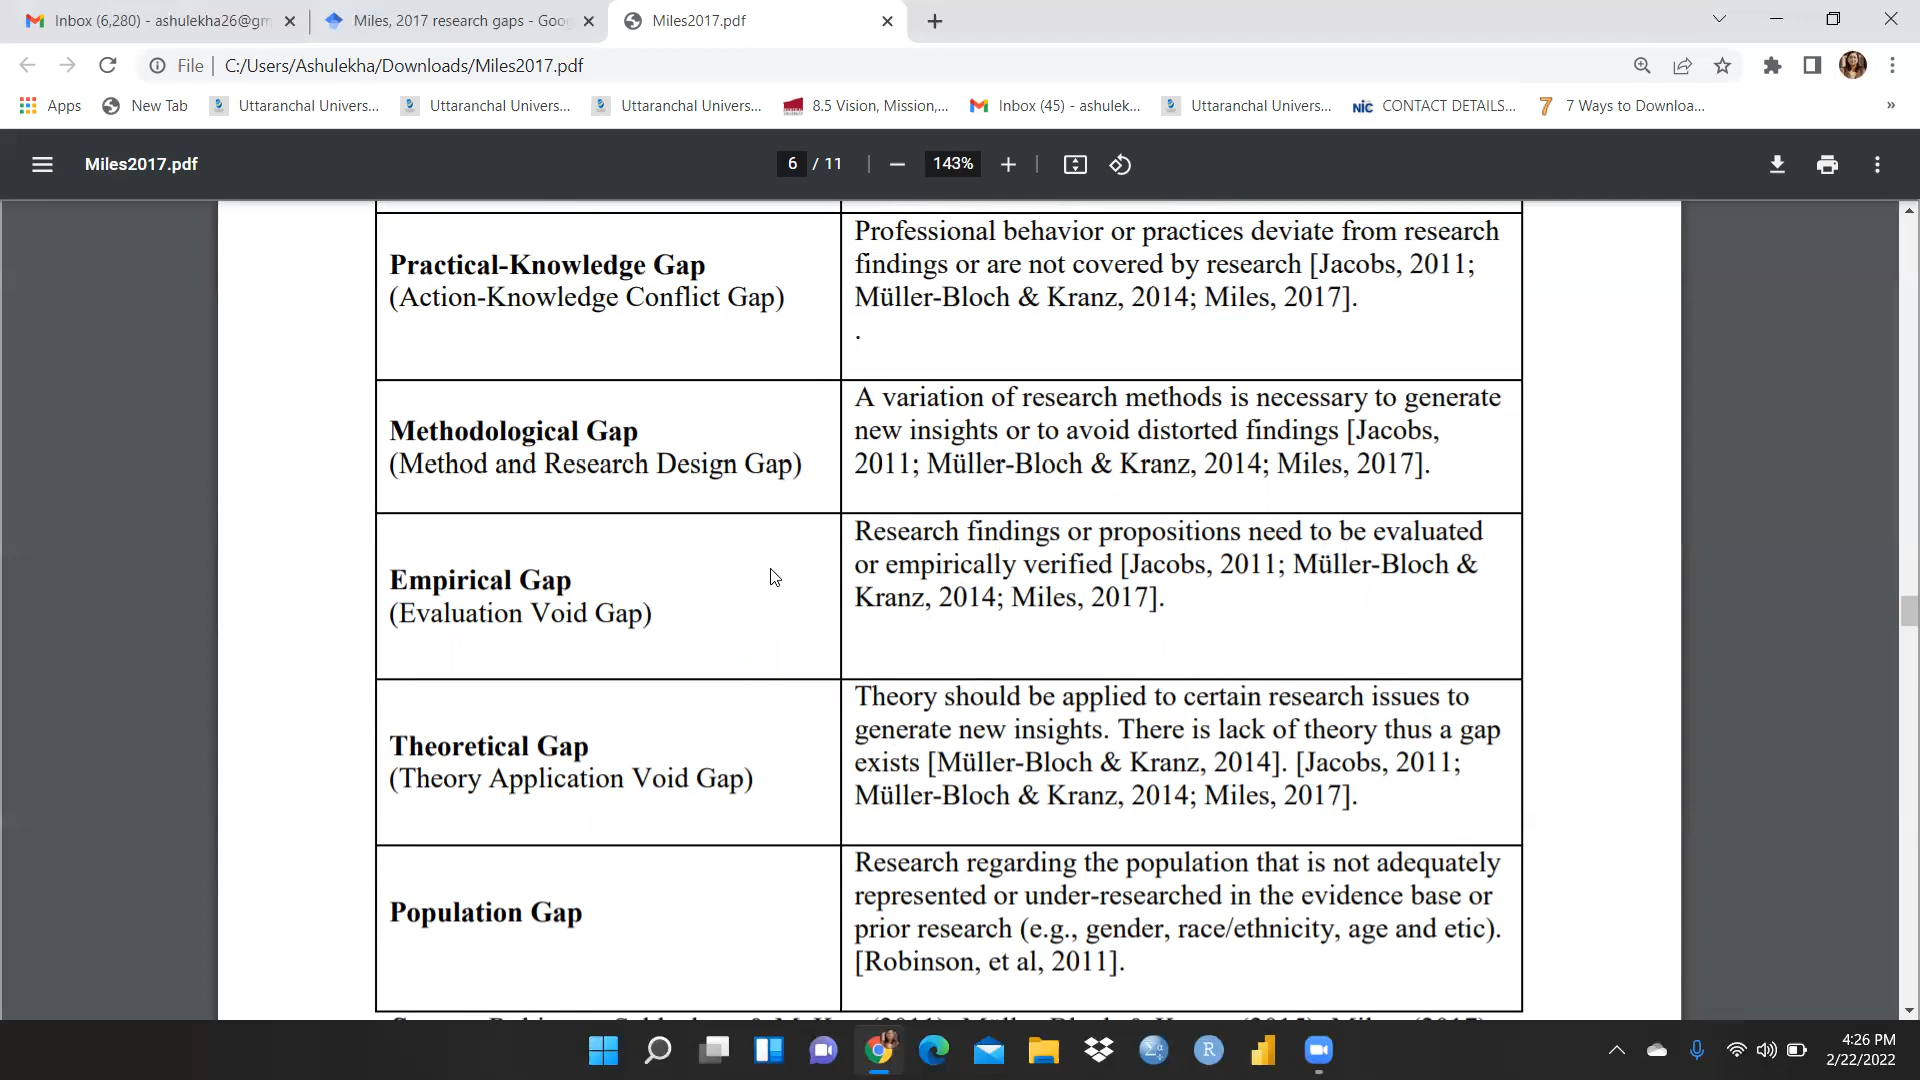 Inbox (6,280) - ashulekha26@gm
Miles, 2017 research gaps - Goo
Miles2017.pdf
File
C:/Users/Ashulekha/Downloads/Miles2017.pdf
Apps
New Tab
Uttaranchal Univers...
Uttaranchal Univers...
Uttaranchal Univers...
8.5 Vision, Mission,...
Inbox (45) - ashulek...
Uttaranchal Univers...
NIC CONTACT DETAILS...
7 7 Ways to Downloa...
»
Miles2017.pdf
6 / 11
143%
Practical-Knowledge Gap
(Action-Knowledge Conflict Gap)
Professional behavior or practices deviate from research
findings or are not covered by research [Jacobs, 2011;
Müller-Bloch & Kranz, 2014; Miles, 2017].
.
Methodological Gap
(Method and Research Design Gap)
A variation of research methods is necessary to generate
new insights or to avoid distorted findings [Jacobs,
2011; Müller-Bloch & Kranz, 2014; Miles, 2017].
Empirical Gap
(Evaluation Void Gap)
Research findings or propositions need to be evaluated
or empirically verified [Jacobs, 2011; Müller-Bloch &
Kranz, 2014; Miles, 2017].
Theoretical Gap
(Theory Application Void Gap)
Theory should be applied to certain research issues to
generate new insights. There is lack of theory thus a gap
exists [Müller-Bloch & Kranz, 2014]. [Jacobs, 2011;
Müller-Bloch & Kranz, 2014; Miles, 2017].
Population Gap
Research regarding the population that is not adequately
represented or under-researched in the evidence base or
prior research (e.g., gender, race/ethnicity, age and etic).
[Robinson, et al, 2011].
4:26 PM
2/22/2022